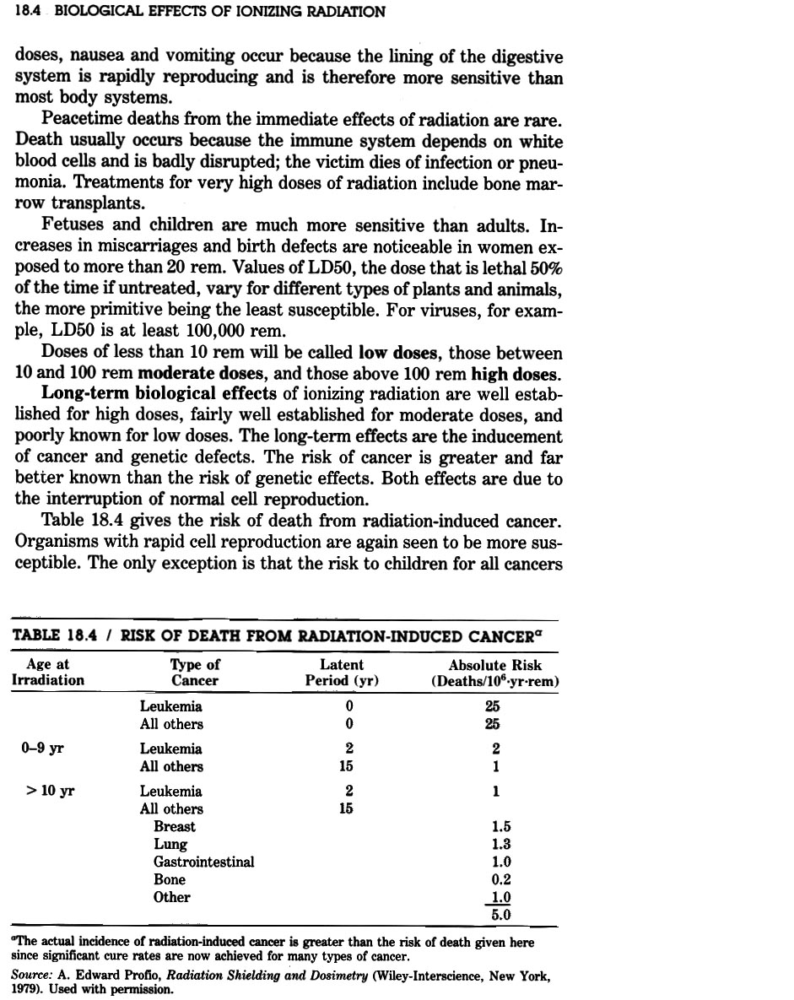 18.4 BIOLOGICAL EFFECTS OF IONIZING RADIATION
doses, nausea and vomiting occur because the lining of the digestive
system is rapidly reproducing and is therefore more sensitive than
most body systems.
Peacetime deaths from the immediate effects of radiation are rare.
Death usually occurs because the immune system depends on white
blood cells and is badly disrupted; the victim dies of infection or pneu-
monia. Treatments for very high doses of radiation include bone mar-
row transplants.
Fetuses and children are much more sensitive than adults. In-
creases in miscarriages and birth defects are noticeable in women ex-
posed to more than 20 rem. Values of LD50, the dose that is lethal 50%
of the time if untreated, vary for different types of plants and animals,
the more primitive being the least susceptible. For viruses, for exam-
ple, LD50 is at least 100,000 rem.
Doses of less than 10 rem will be called low doses, those between
10 and 100 rem moderate doses, and those above 100 rem high doses.
Long-term biological effects of ionizing radiation are well estab-
lished for high doses, fairly well established for moderate doses, and
poorly known for low doses. The long-term effects are the inducement
of cancer and genetic defects. The risk of cancer is greater and far
better known than the risk of genetic effects. Both effects are due to
the interruption of normal cell reproduction.
Table 18.4 gives the risk of death from radiation-induced cancer.
Organisms with rapid cell reproduction are again seen to be more sus-
ceptible. The only exception is that the risk to children for all cancers
TABLE 18.4 / RISK OF DEATH FROM RADIATION-INDUCED CANCERᵃ
Age at Type of Latent Absolute Risk
Irradiation Cancer Period (yr) (Deaths/10⁶·yr·rem)
Leukemia 0 25
All others 0 25
0–9 yr Leukemia 2 2
All others 15 1
> 10 yr Leukemia 2 1
All others 15
Breast 1.5
Lung 1.3
Gastrointestinal 1.0
Bone 0.2
Other 1.0
5.0
ᵃThe actual incidence of radiation-induced cancer is greater than the risk of death given here
since significant cure rates are now achieved for many types of cancer.
Source: A. Edward Profio, Radiation Shielding and Dosimetry (Wiley-Interscience, New York,
1979). Used with permission.